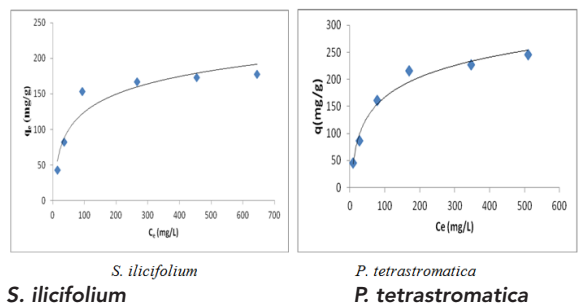 250
200
150
100
50
0
qe (mg/g)
0 100 200 300 400 500 600 700
Ce (mg/L)
300
250
200
150
100
50
0
q(mg/g)
0 100 200 300 400 500 600
Ce (mg/L)
S. ilicifolium P. tetrastromatica
S. ilicifolium P. tetrastromatica